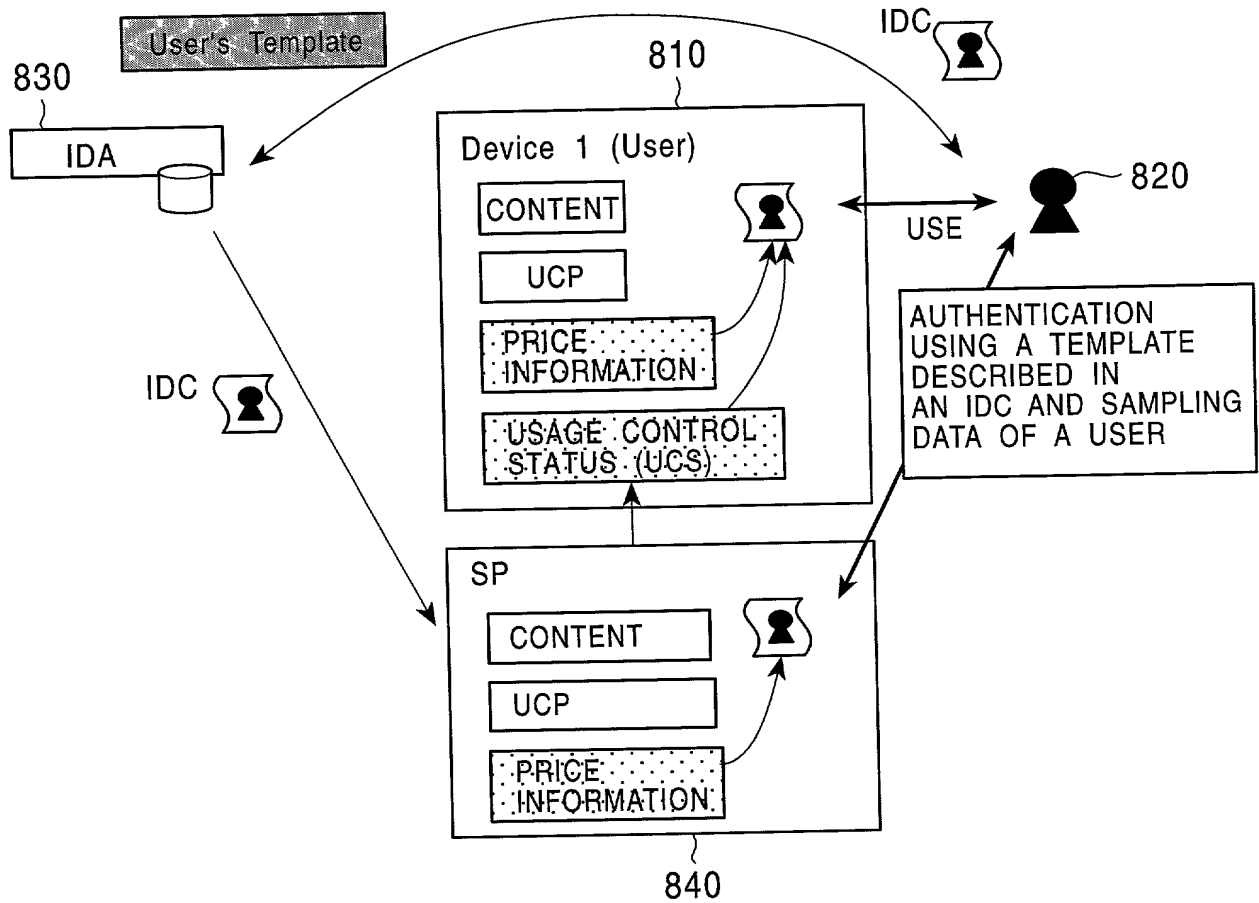 User's Template
IDC
830
810
IDA
Device 1 (User)
CONTENT
UCP
PRICE
INFORMATION
USAGE CONTROL
STATUS (UCS)
USE
820
AUTHENTICATION
USING A TEMPLATE
DESCRIBED IN
AN IDC AND SAMPLING
DATA OF A USER
IDC
SP
CONTENT
UCP
PRICE
INFORMATION
840